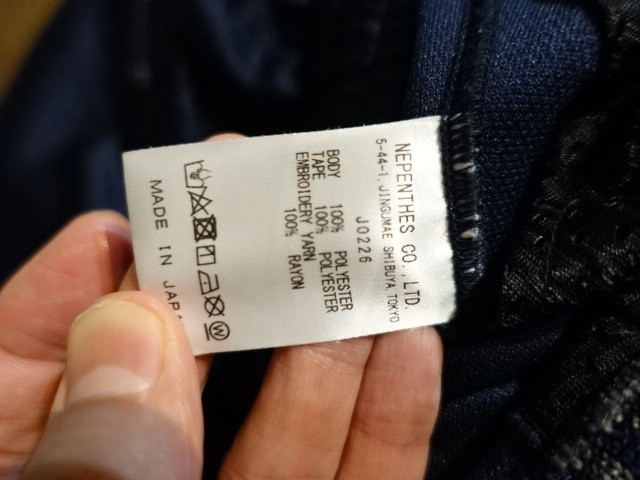 NEPENTHES CO., LTD.
5-44-1, JINGUMAE SHIBUYA TOKYO
J0226
BODY 100% POLYESTER
TAPE 100% POLYESTER
EMBROIDERY YARN
100% RAYON
MADE IN JAPA